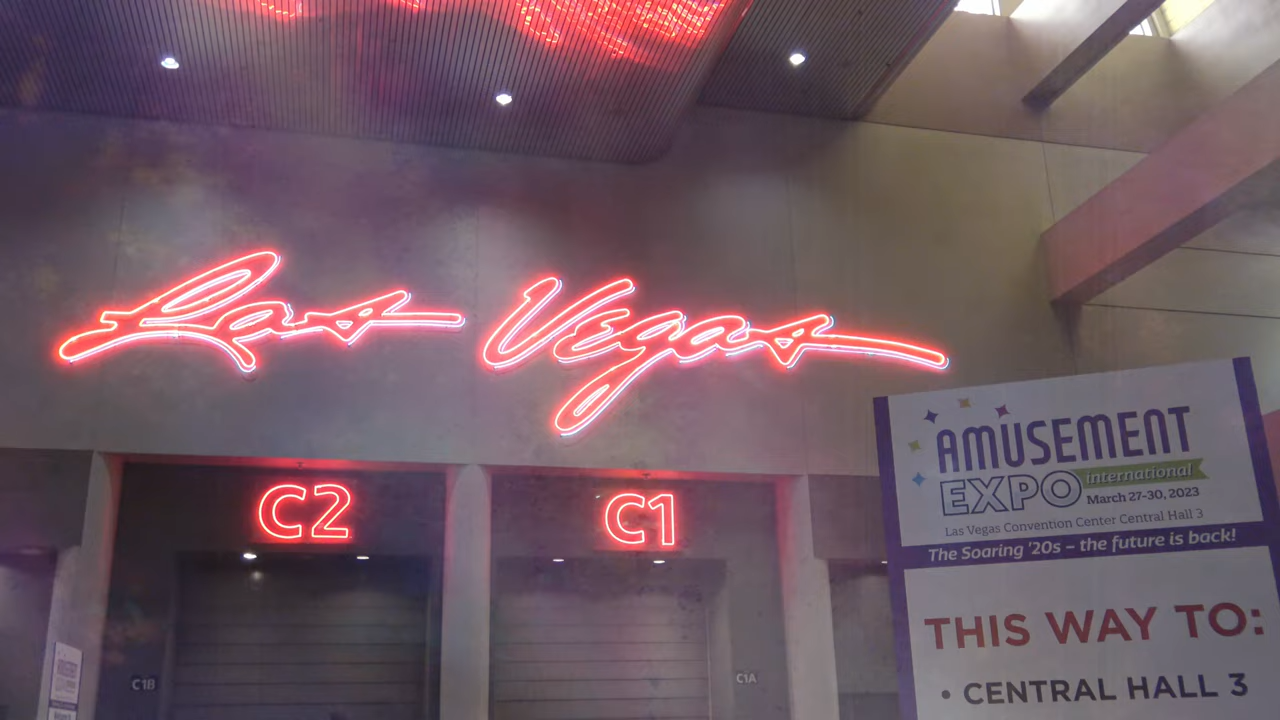 Las Vegas
C2
C1
C1B
C1A
AMUSEMENT
EXPO international
March 27-30, 2023
Las Vegas Convention Center Central Hall 3
The Soaring '20s – the future is back!
THIS WAY TO:
• CENTRAL HALL 3